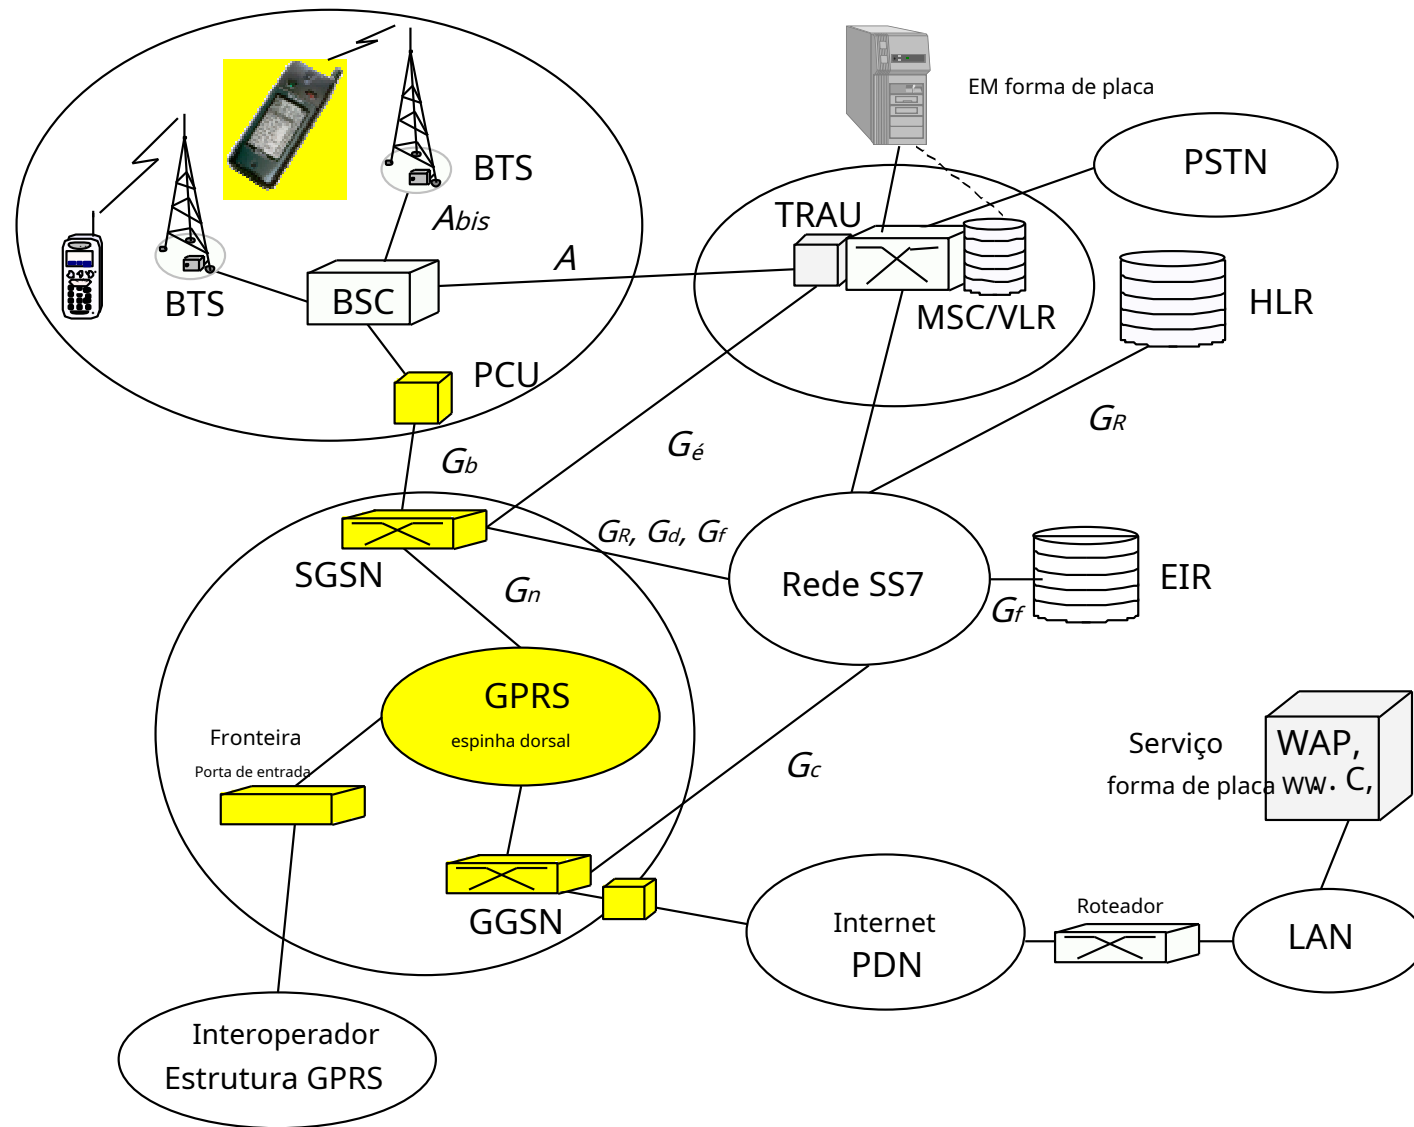 EM forma de placa
PSTN
BTS
TRAU
Abis
A
BSC
BTS
MSC/VLR
HLR
PCU
GR
Gé
Gb
GR, Gd, Gf
SGSN
Rede SS7
EIR
Gn
Gf
GPRS
espinha dorsal
Fronteira
Porta de entrada
Gc
Serviço
forma de placa
WAP,
ww. C,
GGSN
Internet
PDN
Roteador
LAN
Interoperador
Estrutura GPRS